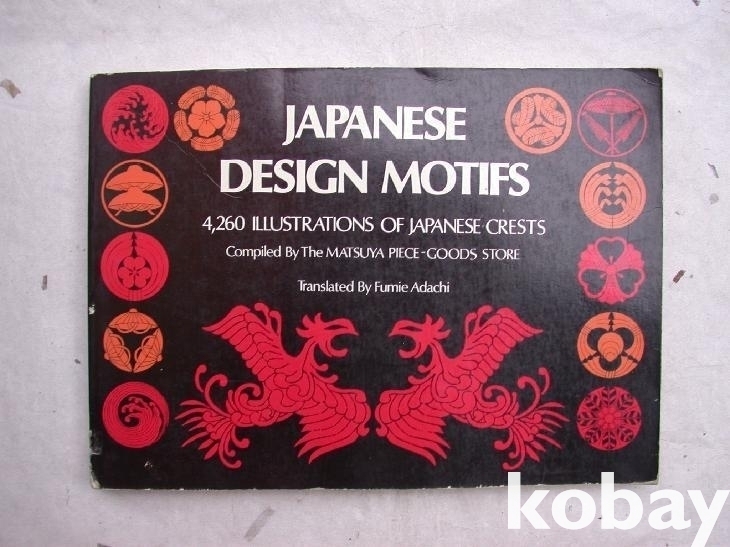 JAPANESE
DESIGN MOTIFS
4,260 ILLUSTRATIONS OF JAPANESE CRESTS
Compiled By The MATSUYA PIECE-GOODS STORE
Translated By Fumie Adachi
kobay